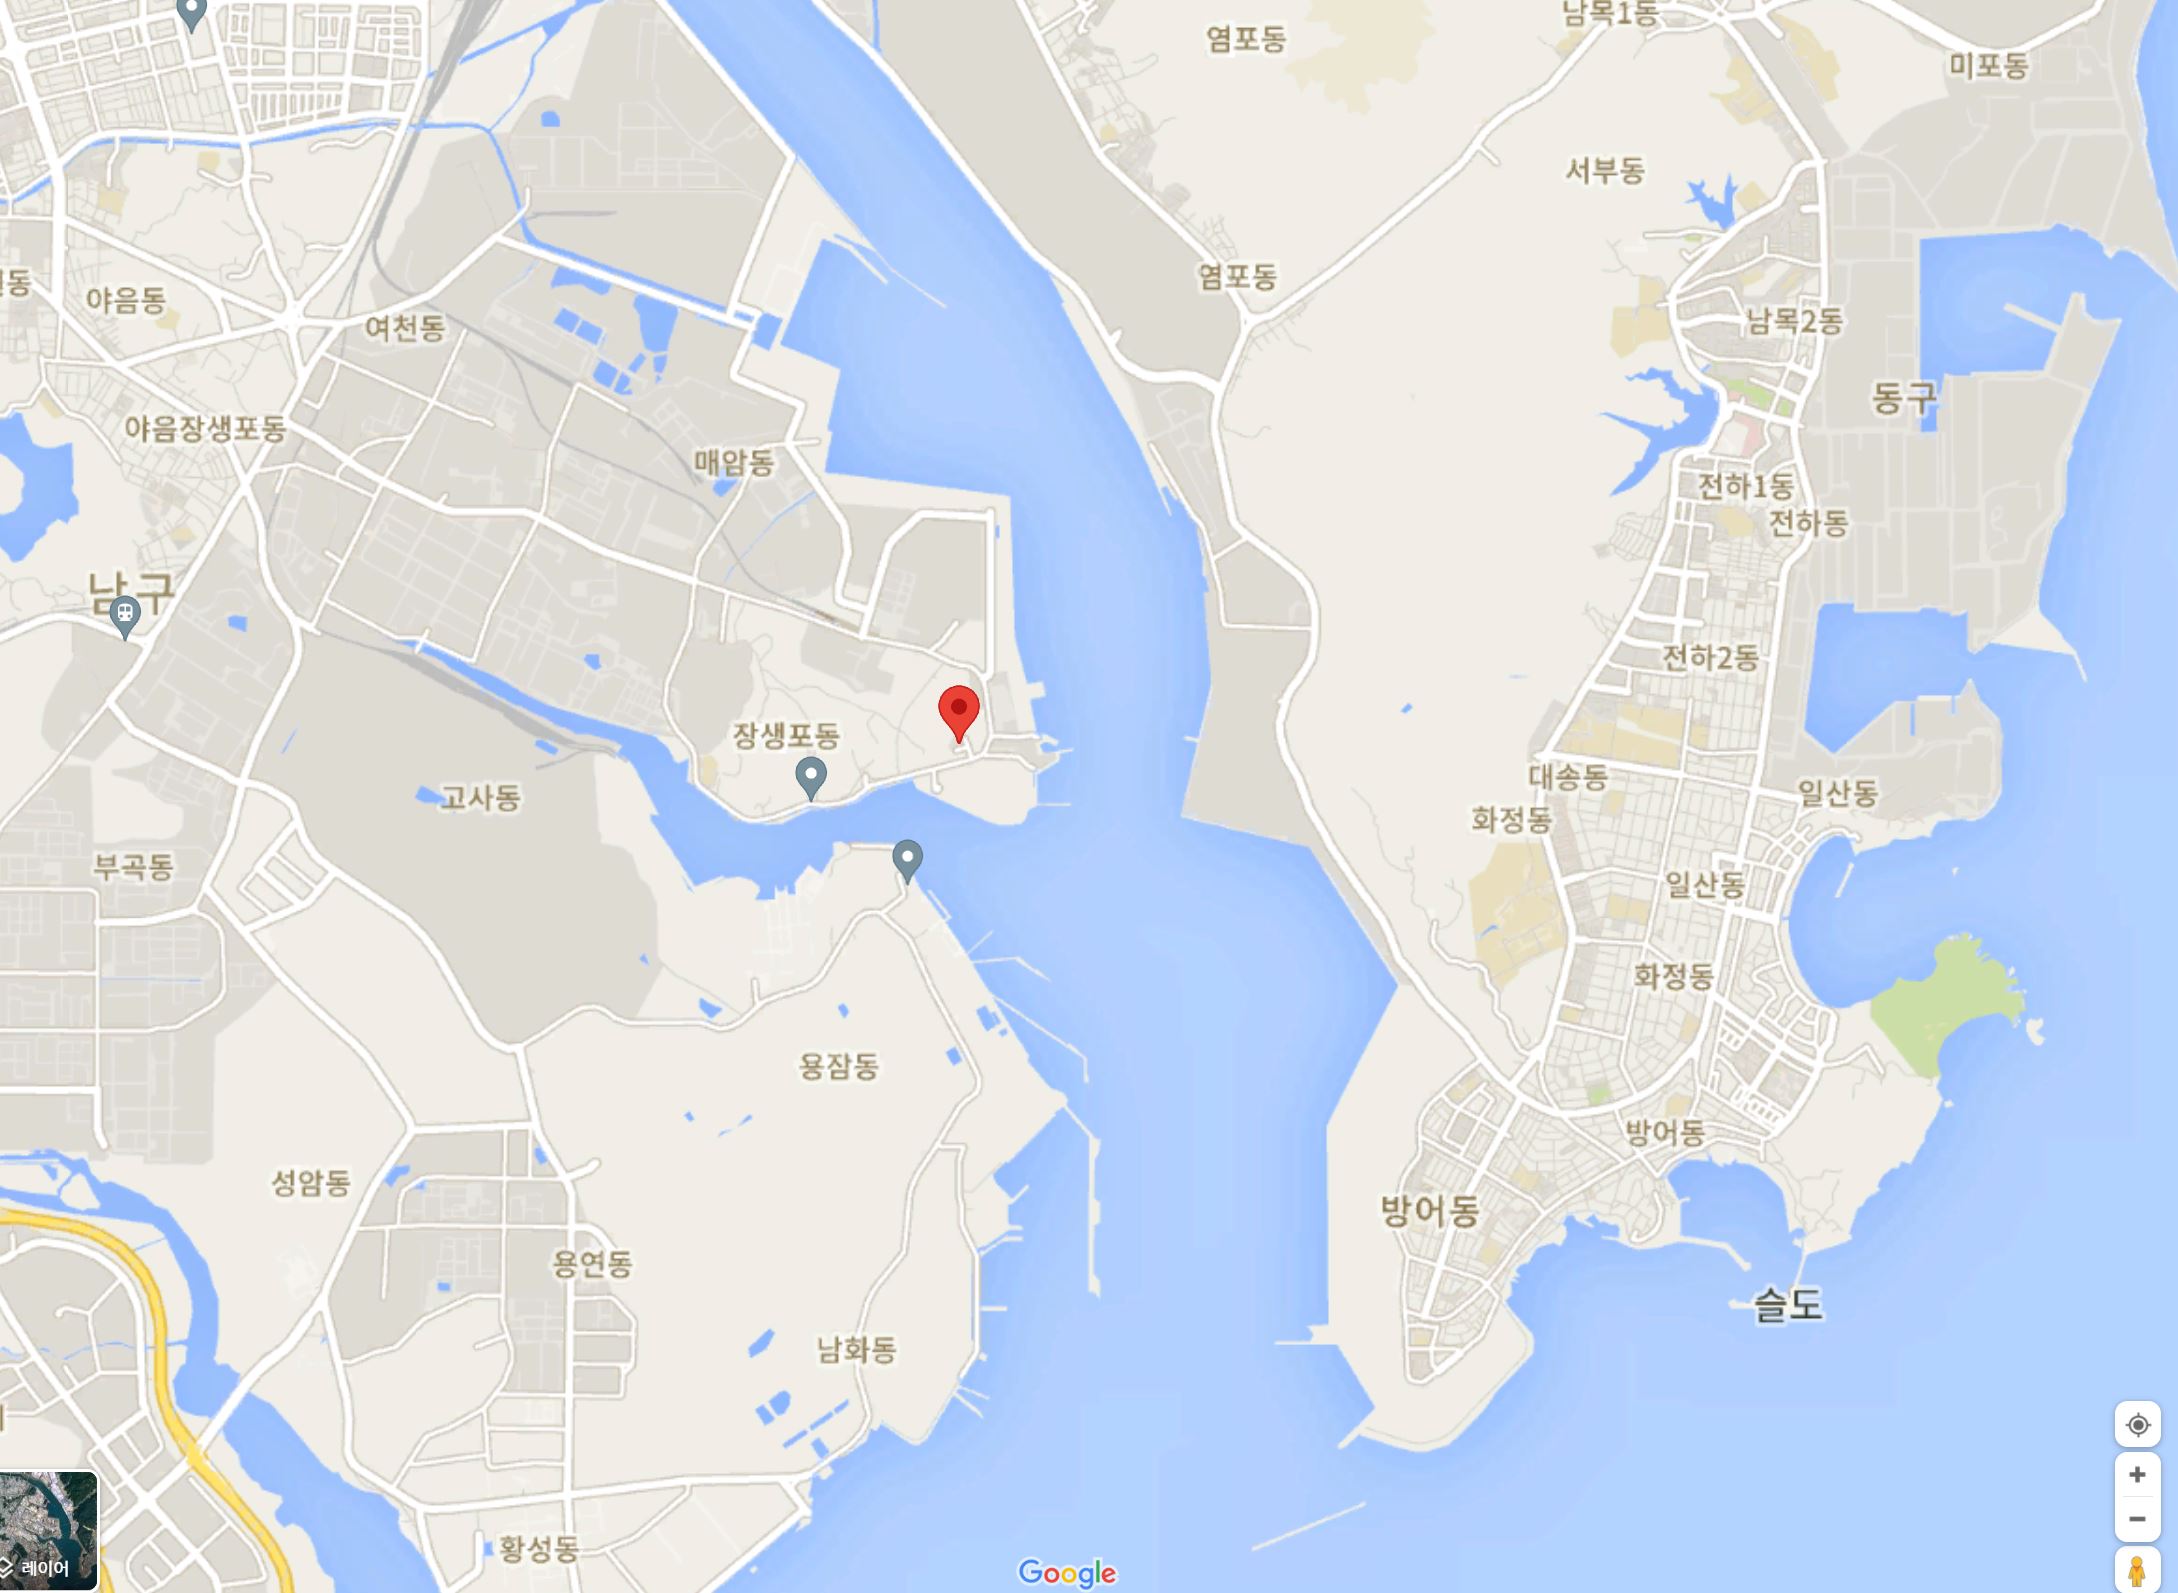 남목1동
염포동
미포동
서부동
염포동
야음동
여천동
남목2동
동구
야음장생포동
매암동
전하1동
전하동
남구
전하2동
장생포동
고사동
대송동
일산동
화정동
부곡동
일산동
화정동
용잠동
방어동
성암동
방어동
용연동
슬도
남화동
황성동
레이어
Google